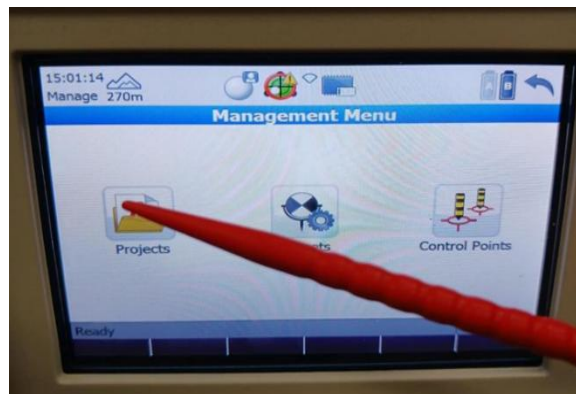 15:01:14
Manage 270m
Management Menu
Projects
Control Points
Ready